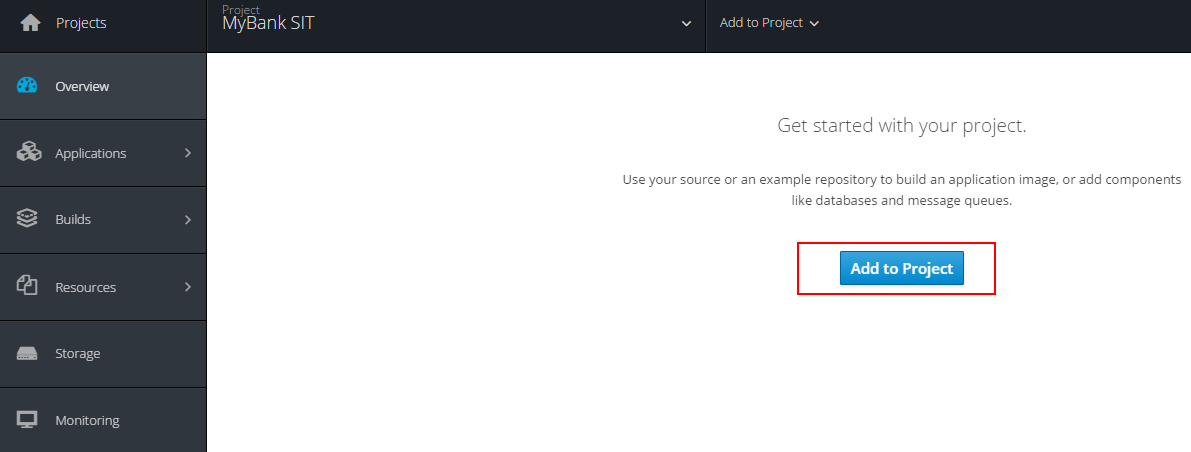 Projects
Project
MyBank SIT
Add to Project
Overview
Applications
Builds
Resources
Storage
Monitoring
Get started with your project.
Use your source or an example repository to build an application image, or add components
like databases and message queues.
Add to Project